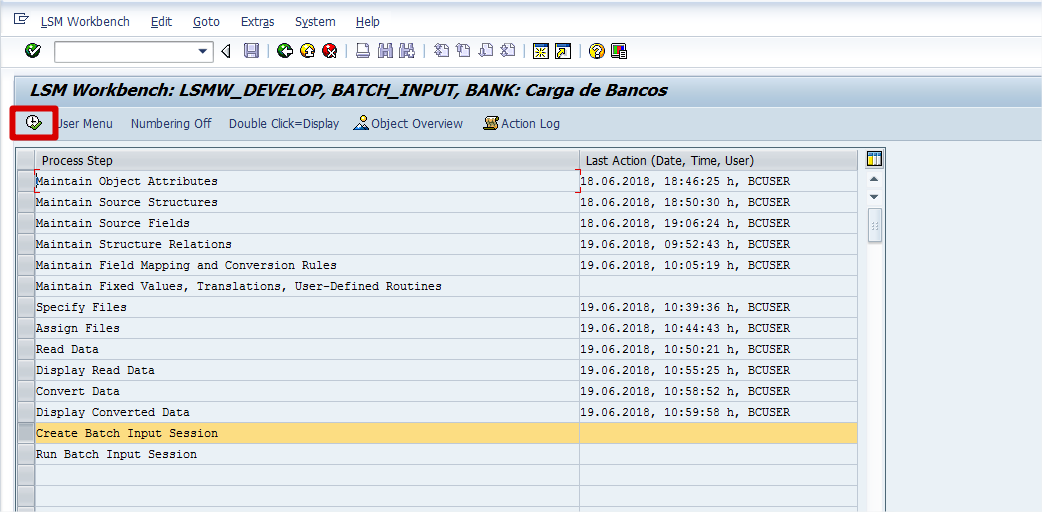 LSM Workbench Edit Goto Extras System Help
LSM Workbench: LSMW_DEVELOP, BATCH_INPUT, BANK: Carga de Bancos
User Menu Numbering Off Double Click=Display Object Overview Action Log
Process Step Last Action (Date, Time, User)
Maintain Object Attributes 18.06.2018, 18:46:25 h, BCUSER
Maintain Source Structures 18.06.2018, 18:50:30 h, BCUSER
Maintain Source Fields 18.06.2018, 19:06:24 h, BCUSER
Maintain Structure Relations 19.06.2018, 09:52:43 h, BCUSER
Maintain Field Mapping and Conversion Rules 19.06.2018, 10:05:19 h, BCUSER
Maintain Fixed Values, Translations, User-Defined Routines
Specify Files 19.06.2018, 10:39:36 h, BCUSER
Assign Files 19.06.2018, 10:44:43 h, BCUSER
Read Data 19.06.2018, 10:50:21 h, BCUSER
Display Read Data 19.06.2018, 10:55:25 h, BCUSER
Convert Data 19.06.2018, 10:58:52 h, BCUSER
Display Converted Data 19.06.2018, 10:59:58 h, BCUSER
Create Batch Input Session
Run Batch Input Session